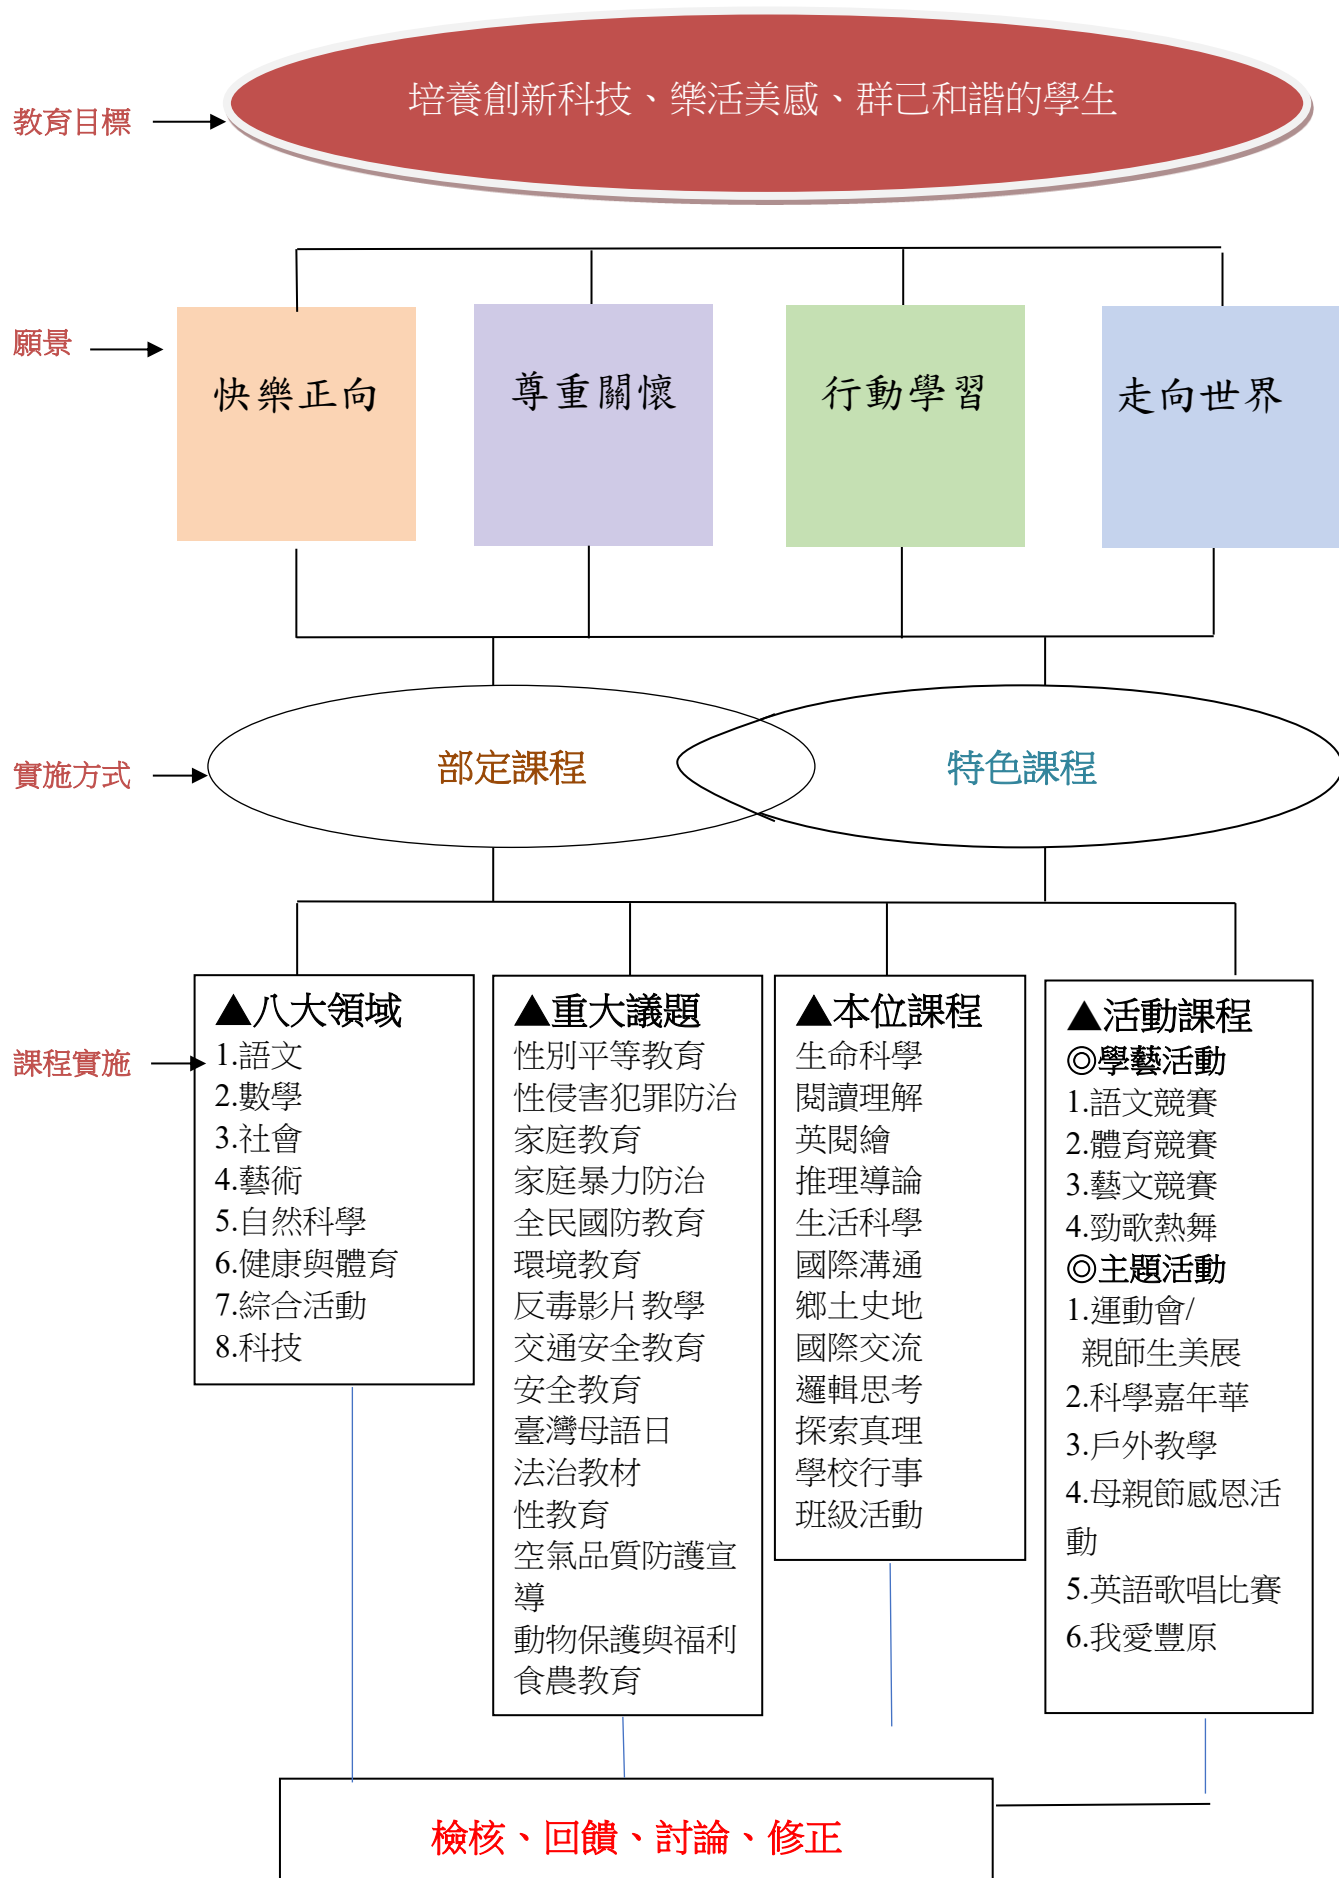 教育目標
培養創新科技、樂活美感、群己和諧的學生
願景
快樂正向
尊重關懷
行動學習
走向世界
實施方式
部定課程
特色課程
課程實施
▲八大領域
1.語文
2.數學
3.社會
4.藝術
5.自然科學
6.健康與體育
7.綜合活動
8.科技
▲重大議題
性別平等教育
性侵害犯罪防治
家庭教育
家庭暴力防治
全民國防教育
環境教育
反毒影片教學
交通安全教育
安全教育
臺灣母語日
法治教材
性教育
空氣品質防護宣
導
動物保護與福利
食農教育
▲本位課程
生命科學
閱讀理解
英閱繪
推理導論
生活科學
國際溝通
鄉土史地
國際交流
邏輯思考
探索真理
學校行事
班級活動
▲活動課程
◎學藝活動
1.語文競賽
2.體育競賽
3.藝文競賽
4.勁歌熱舞
◎主題活動
1.運動會/
親師生美展
2.科學嘉年華
3.戶外教學
4.母親節感恩活
動
5.英語歌唱比賽
6.我愛豐原
檢核、回饋、討論、修正